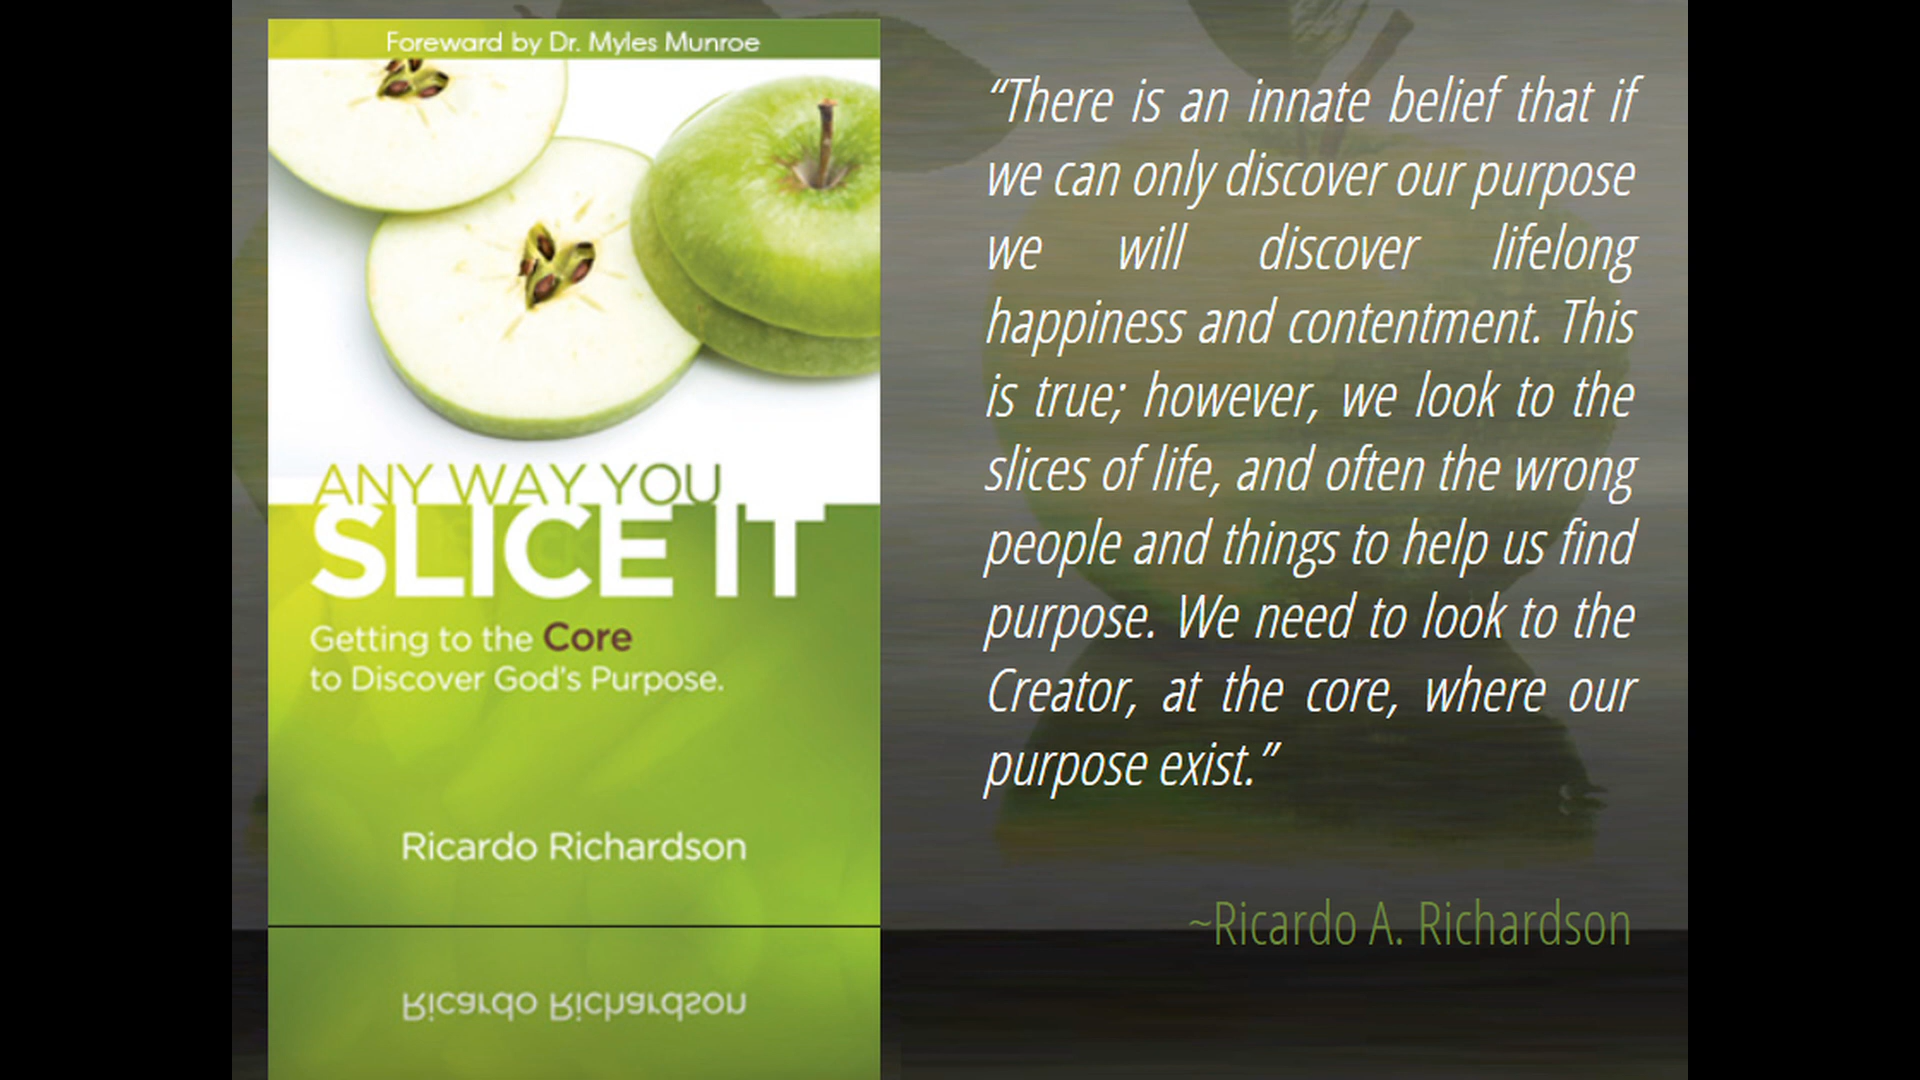 Foreward by Dr. Myles Munroe
ANY WAY YOU
SLICE IT
Getting to the Core
to Discover God's Purpose.
Ricardo Richardson
Ricardo Richardson
“There is an innate belief that if
we can only discover our purpose
we will discover lifelong
happiness and contentment. This
is true; however, we look to the
slices of life, and often the wrong
people and things to help us find
purpose. We need to look to the
Creator, at the core, where our
purpose exist.”
~Ricardo A. Richardson